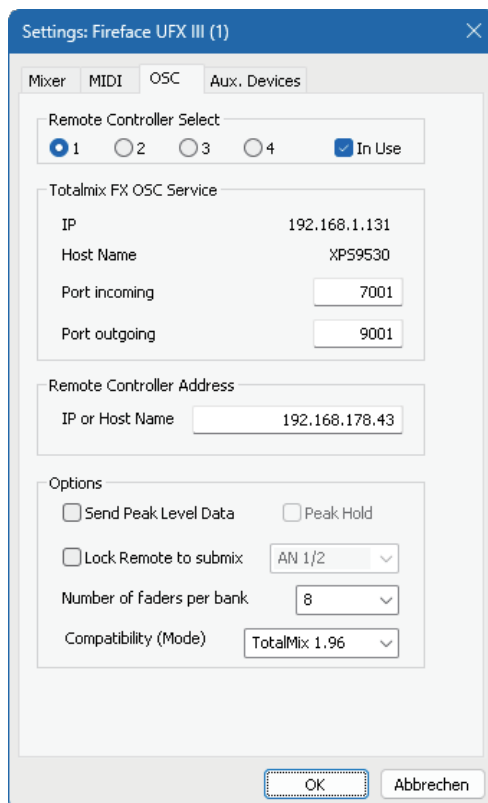 Settings: Fireface UFX III (1)
Mixer MIDI OSC Aux. Devices
Remote Controller Select
1 2 3 4 In Use
Totalmix FX OSC Service
IP 192.168.1.131
Host Name XPS9530
Port incoming 7001
Port outgoing 9001
Remote Controller Address
IP or Host Name 192.168.178.43
Options
Send Peak Level Data Peak Hold
Lock Remote to submix AN 1/2
Number of faders per bank 8
Compatibility (Mode) TotalMix 1.96
OK Abbrechen